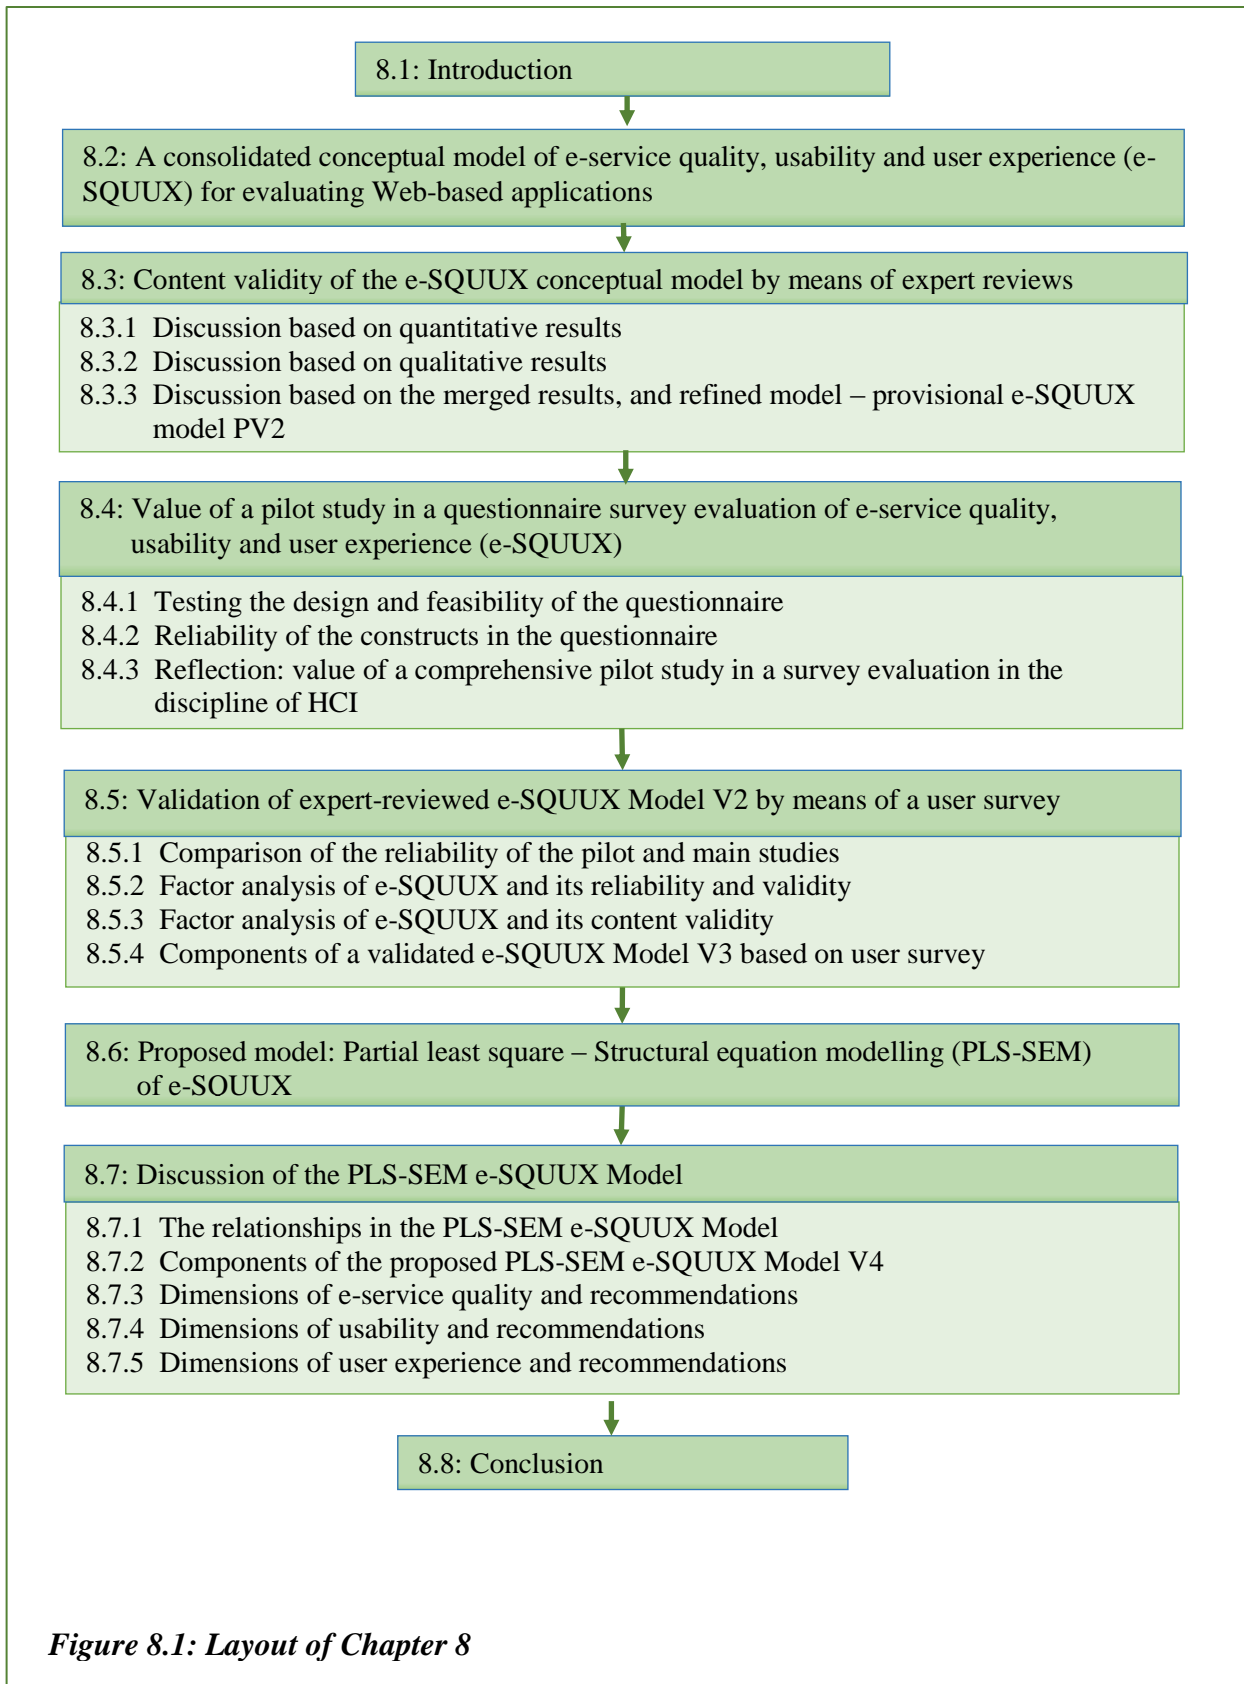 8.1: Introduction
8.2: A consolidated conceptual model of e-service quality, usability and user experience (e-
SQUUX) for evaluating Web-based applications
8.3: Content validity of the e-SQUUX conceptual model by means of expert reviews
8.3.1 Discussion based on quantitative results
8.3.2 Discussion based on qualitative results
8.3.3 Discussion based on the merged results, and refined model – provisional e-SQUUX
model PV2
8.4: Value of a pilot study in a questionnaire survey evaluation of e-service quality,
usability and user experience (e-SQUUX)
8.4.1 Testing the design and feasibility of the questionnaire
8.4.2 Reliability of the constructs in the questionnaire
8.4.3 Reflection: value of a comprehensive pilot study in a survey evaluation in the
discipline of HCI
8.5: Validation of expert-reviewed e-SQUUX Model V2 by means of a user survey
8.5.1 Comparison of the reliability of the pilot and main studies
8.5.2 Factor analysis of e-SQUUX and its reliability and validity
8.5.3 Factor analysis of e-SQUUX and its content validity
8.5.4 Components of a validated e-SQUUX Model V3 based on user survey
8.6: Proposed model: Partial least square – Structural equation modelling (PLS-SEM)
of e-SQUUX
8.7: Discussion of the PLS-SEM e-SQUUX Model
8.7.1 The relationships in the PLS-SEM e-SQUUX Model
8.7.2 Components of the proposed PLS-SEM e-SQUUX Model V4
8.7.3 Dimensions of e-service quality and recommendations
8.7.4 Dimensions of usability and recommendations
8.7.5 Dimensions of user experience and recommendations
8.8: Conclusion
Figure 8.1: Layout of Chapter 8